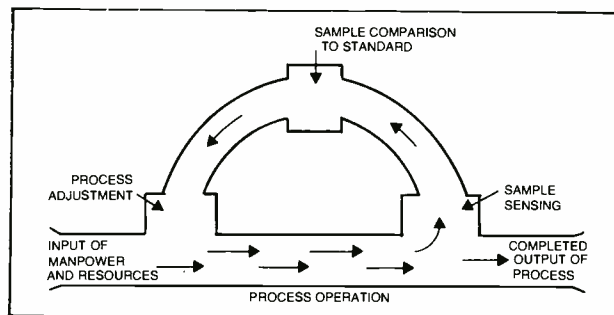 SAMPLE COMPARISON
TO STANDARD
PROCESS
ADJUSTMENT
SAMPLE
SENSING
INPUT OF
MANPOWER
AND RESOURCES
COMPLETED
OUTPUT OF
PROCESS
PROCESS OPERATION